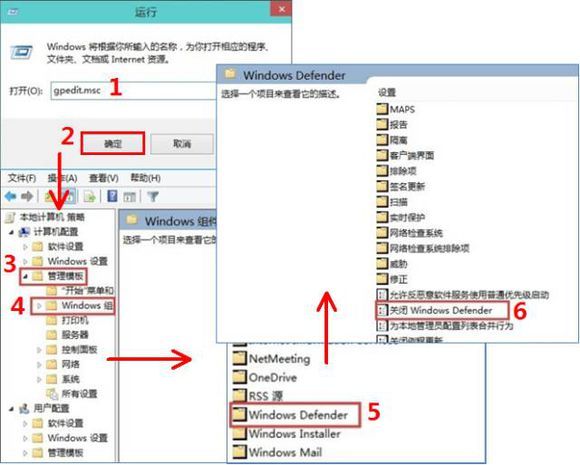 运行
Windows 将根据你所输入的名称，为你打开相应的程序、
文件夹、文档或 Internet 资源。
打开(O):
gpedit.msc
1
2
确定
取消
文件(F) 操作(A) 查看(V) 帮助(H)
本地计算机 策略
计算机配置
软件设置
Windows 设置
3
管理模板
"开始"菜单和
4
Windows 组
打印机
服务器
控制面板
网络
系统
所有设置
用户配置
软件设置
Windows 设置
管理模板
Windows 组件
选择一个项目来查看它的
NetMeeting
OneDrive
RSS 源
Windows Defender
5
Windows Installer
Windows Mail
Windows Defender
选择一个项目来查看它的描述。
设置
MAPS
报告
隔离
客户端界面
排除项
签名更新
扫描
实时保护
网络检查系统
网络检查系统排除项
威胁
修正
允许反恶意软件服务使用普通优先级启动
关闭 Windows Defender
6
为本地管理员配置列表合并行为
关闭例程更新